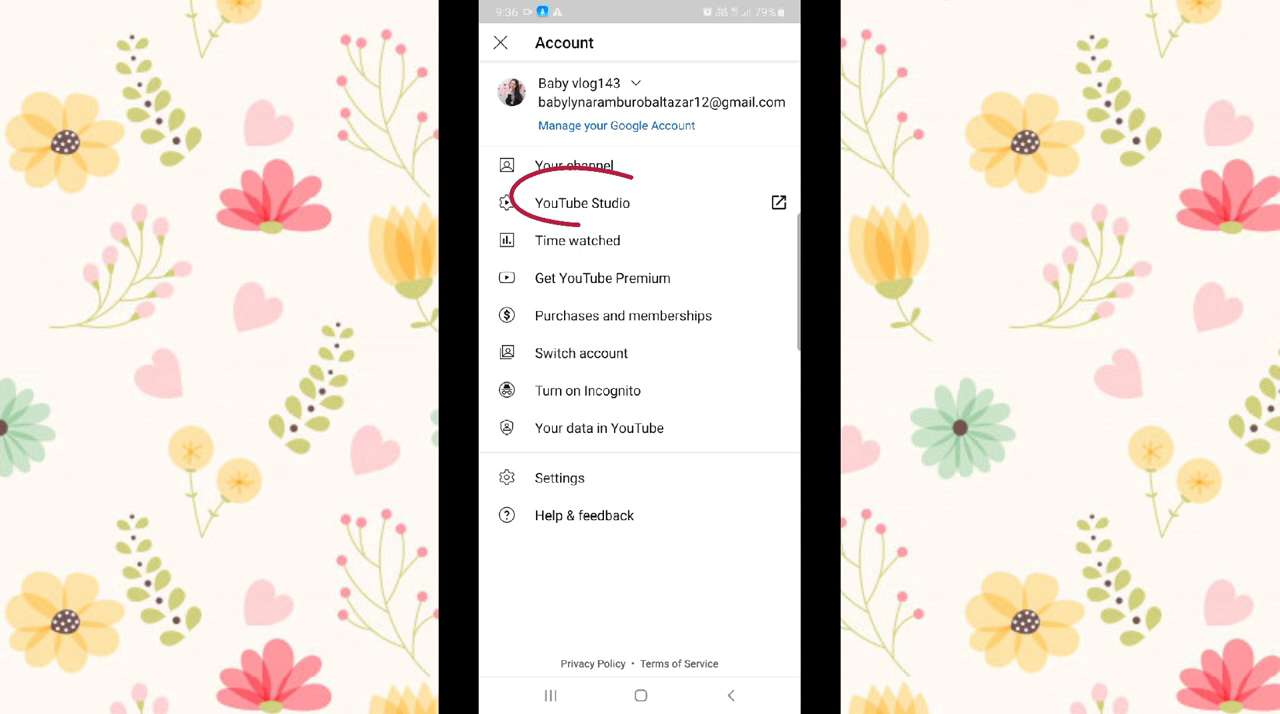 9:36
79%
Account
Baby vlog143
babylynaramburobaltazar12@gmail.com
Manage your Google Account
Your channel
YouTube Studio
Time watched
Get YouTube Premium
Purchases and memberships
Switch account
Turn on Incognito
Your data in YouTube
Settings
Help & feedback
Privacy Policy • Terms of Service